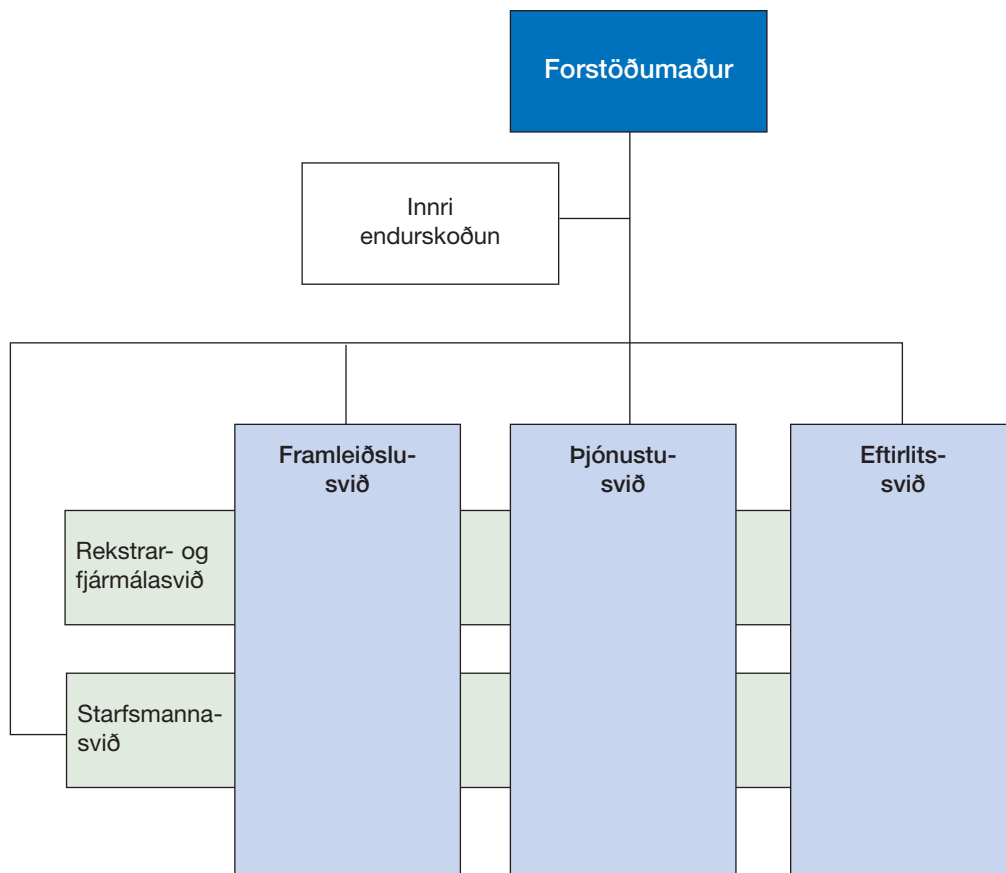 Forstöðumaður
Innri
endurskoðun
Framleiðslu-
svið
Þjónustu-
svið
Eftirlits-
svið
Rekstrar- og
fjármálasvið
Starfsmanna-
svið